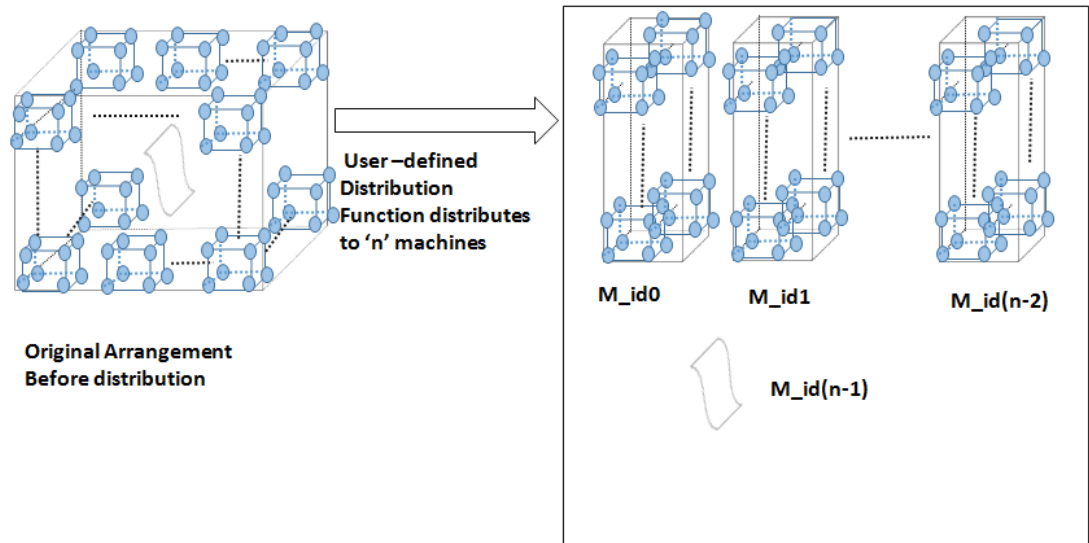 User –defined
Distribution
Function distributes
to ‘n’ machines
M_id0
M_id1
M_id(n-2)
Original Arrangement
Before distribution
M_id(n-1)